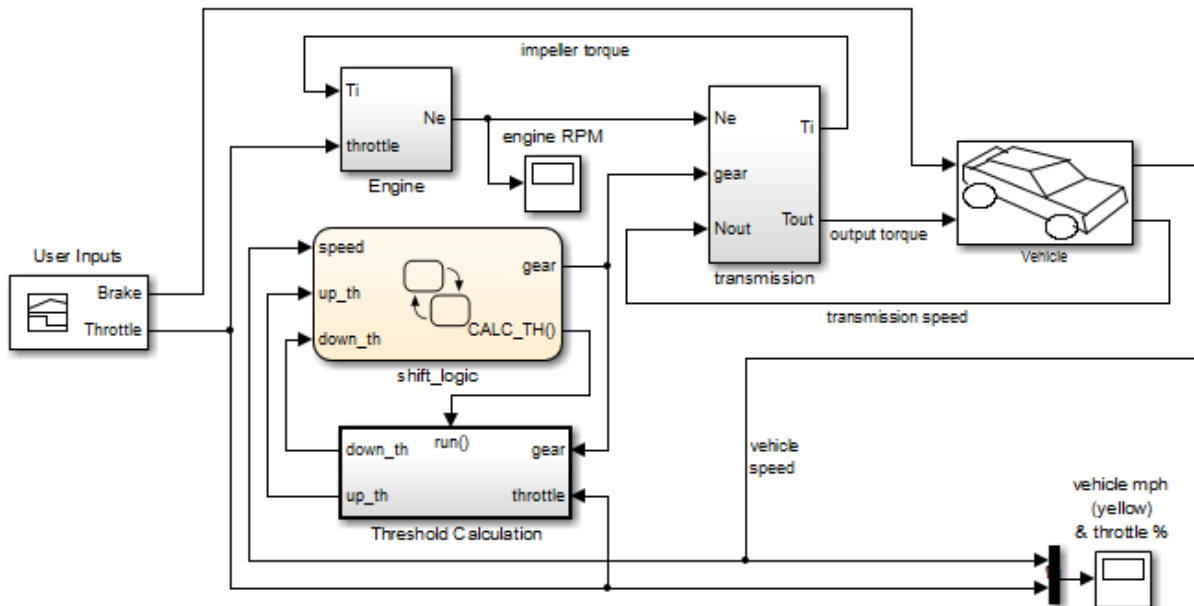 impeller torque
Ti
Ne
throttle
Engine
engine RPM
Ne
Ti
gear
Tout
Nout
transmission
output torque
Vehicle
transmission speed
User Inputs
Brake
Throttle
speed
gear
up_th
CALC_TH()
down_th
shift_logic
run()
down_th
gear
up_th
throttle
Threshold Calculation
vehicle
speed
vehicle mph
(yellow)
& throttle %